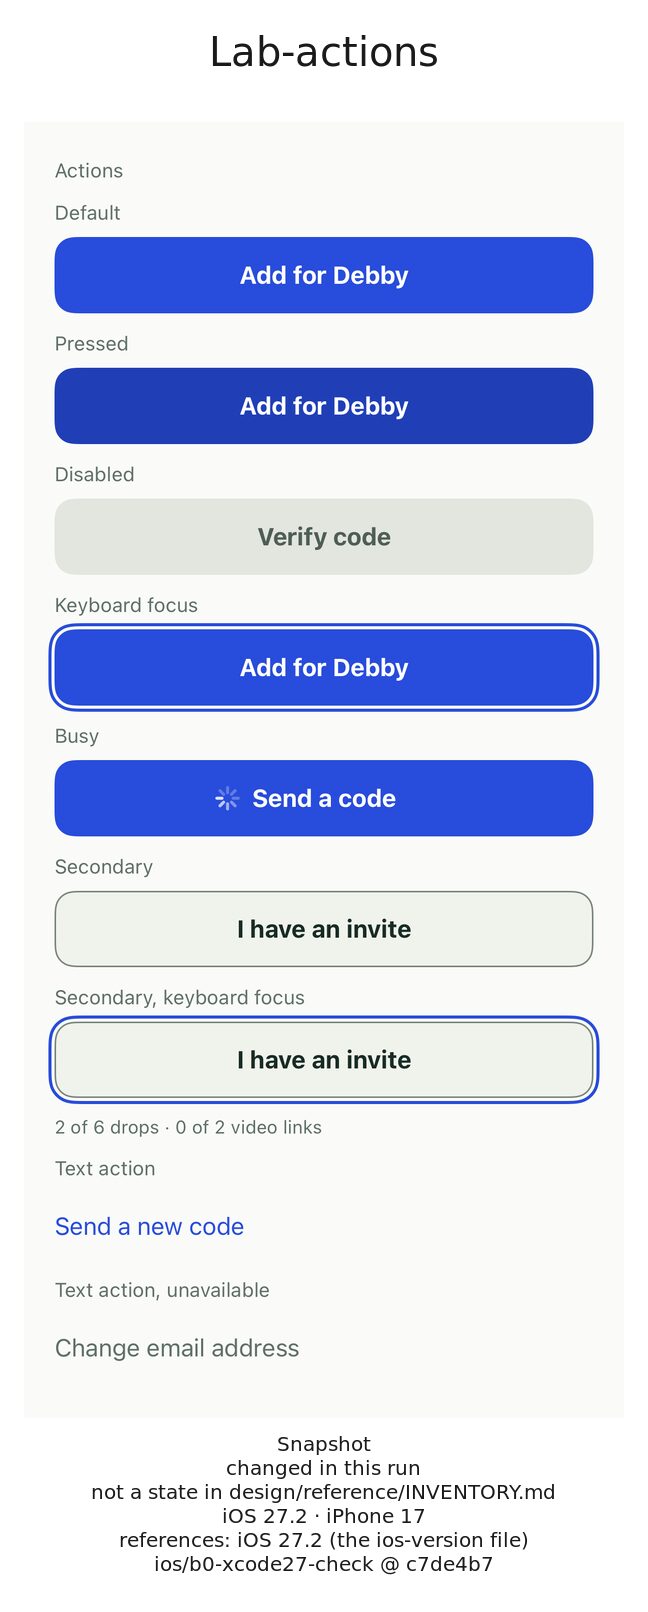 Lab-actions
Actions
Default
Add for Debby
Pressed
Add for Debby
Disabled
Verify code
Keyboard focus
Add for Debby
Busy
Send a code
Secondary
I have an invite
Secondary, keyboard focus
I have an invite
2 of 6 drops · 0 of 2 video links
Text action
Send a new code
Text action, unavailable
Change email address
Snapshot
changed in this run
not a state in design/reference/INVENTORY.md
iOS 27.2 · iPhone 17
references: iOS 27.2 (the ios-version file)
ios/b0-xcode27-check @ c7de4b7